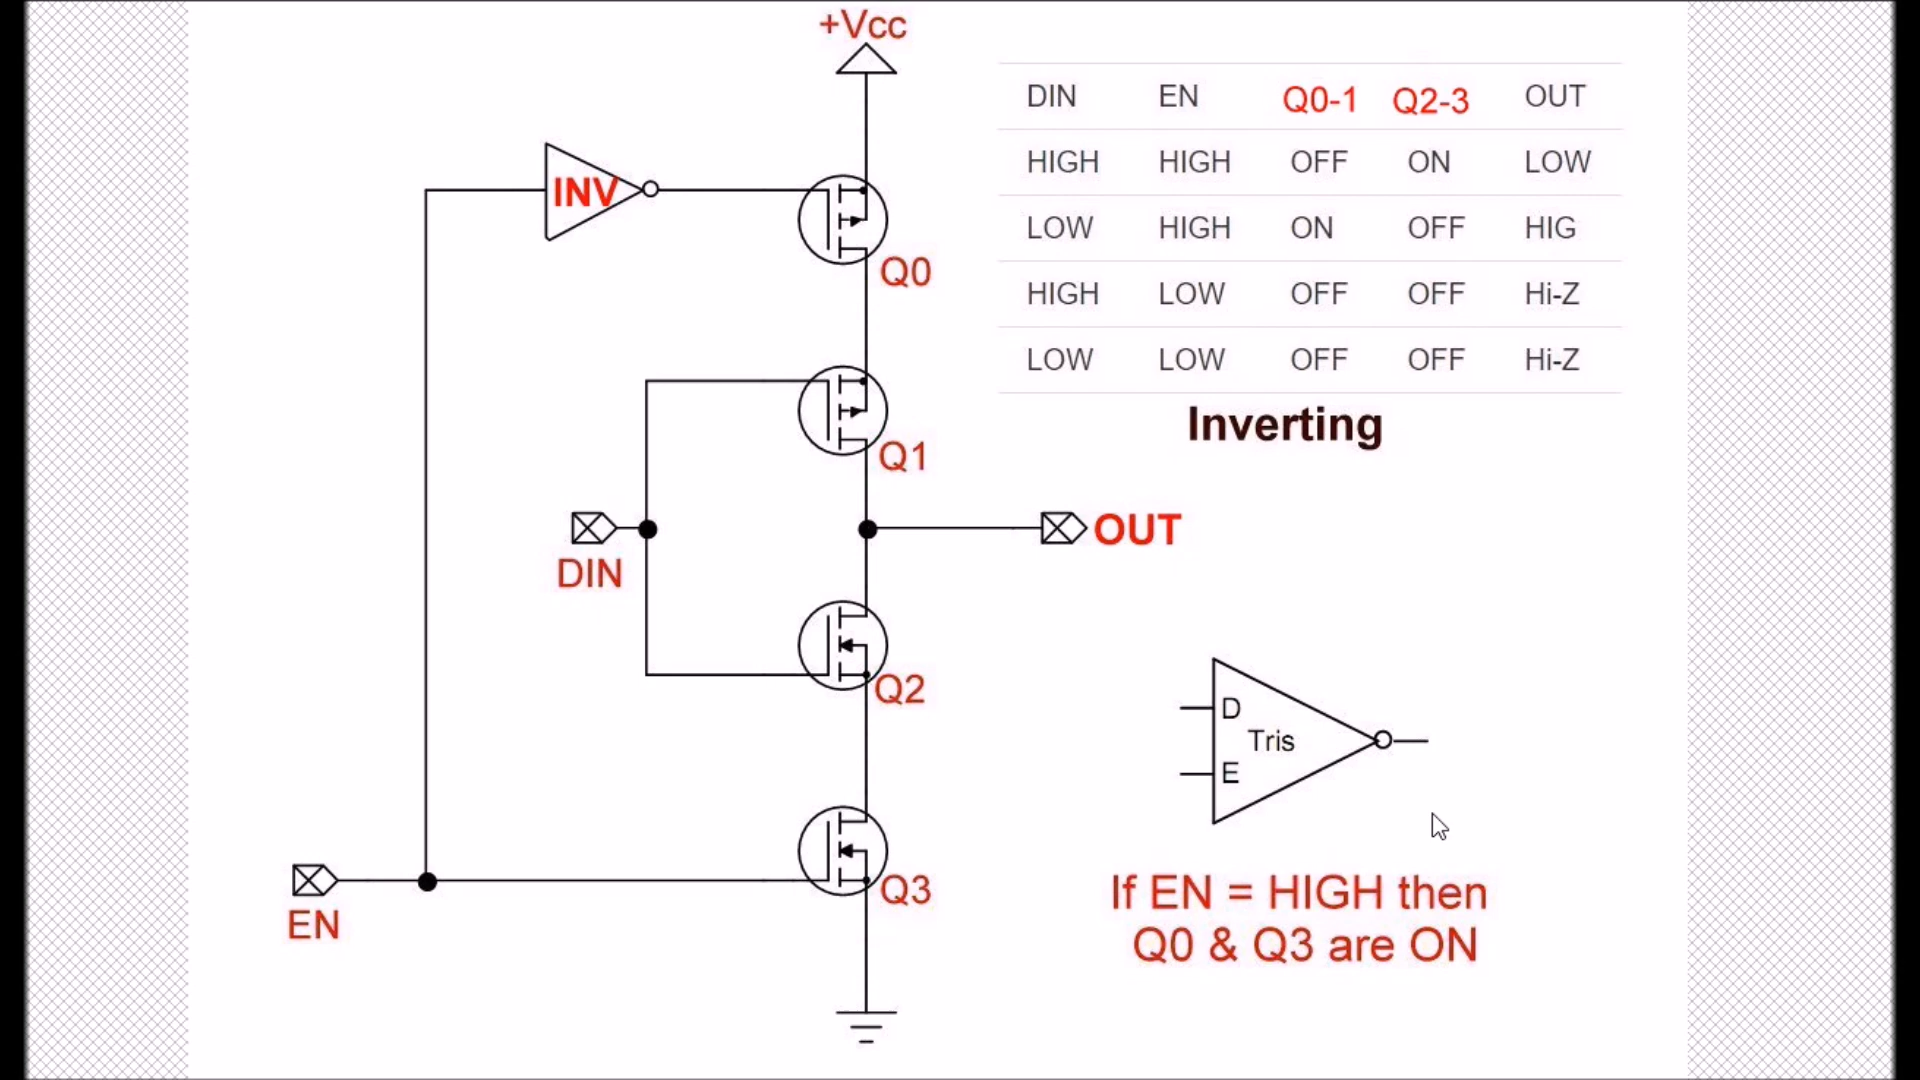 +Vcc
DIN EN Q0-1 Q2-3 OUT
HIGH HIGH OFF ON LOW
LOW HIGH ON OFF HIG
HIGH LOW OFF OFF Hi-Z
LOW LOW OFF OFF Hi-Z
Inverting
INV
Q0
Q1
DIN
OUT
Q2
D
Tris
E
Q3
EN
If EN = HIGH then
Q0 & Q3 are ON